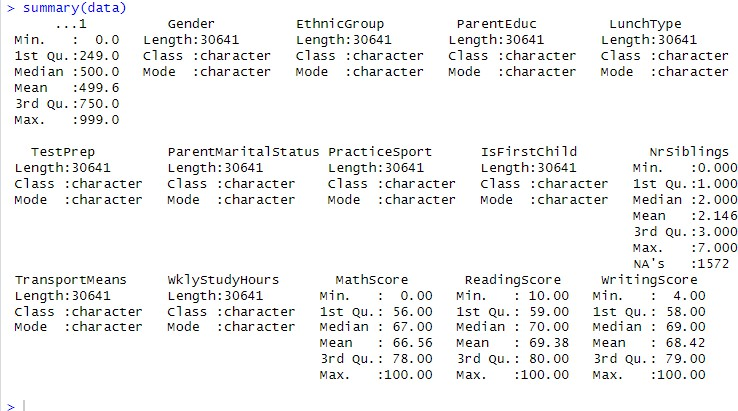 > summary(data)
      ...1          Gender          EthnicGroup         ParentEduc         LunchType
 Min.   :  0.0   Length:30641       Length:30641       Length:30641       Length:30641
 1st Qu.:249.0   Class :character   Class :character   Class :character   Class :character
 Median :500.0   Mode  :character   Mode  :character   Mode  :character   Mode  :character
 Mean   :499.6
 3rd Qu.:750.0
 Max.   :999.0

   TestPrep         ParentMaritalStatus PracticeSport      IsFirstChild         NrSiblings
 Length:30641       Length:30641        Length:30641       Length:30641       Min.   :0.000
 Class :character   Class :character    Class :character   Class :character   1st Qu.:1.000
 Mode  :character   Mode  :character    Mode  :character   Mode  :character   Median :2.000
                                                                              Mean   :2.146
                                                                              3rd Qu.:3.000
                                                                              Max.   :7.000
                                                                              NA's   :1572
 TransportMeans     WklyStudyHours       MathScore       ReadingScore     WritingScore
 Length:30641       Length:30641       Min.   :  0.00   Min.   : 10.00   Min.   :  4.00
 Class :character   Class :character   1st Qu.: 56.00   1st Qu.: 59.00   1st Qu.: 58.00
 Mode  :character   Mode  :character   Median : 67.00   Median : 70.00   Median : 69.00
                                       Mean   : 66.56   Mean   : 69.38   Mean   : 68.42
                                       3rd Qu.: 78.00   3rd Qu.: 80.00   3rd Qu.: 79.00
                                       Max.   :100.00   Max.   :100.00   Max.   :100.00

>